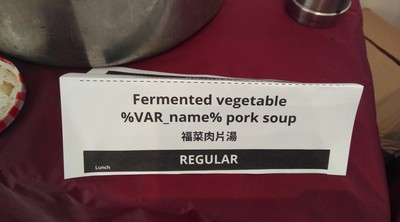 Fermented vegetable
%VAR_name% pork soup
福菜肉片湯
REGULAR
Lunch